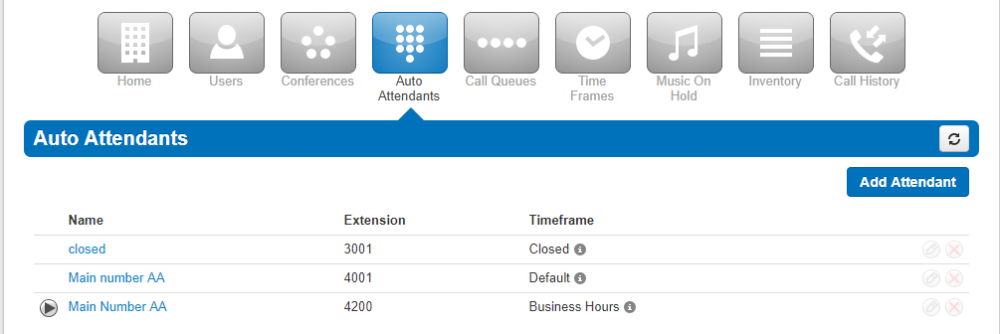 Home Users Conferences Auto Attendants Call Queues Time Frames Music On Hold Inventory Call History
Auto Attendants
Add Attendant
Name Extension Timeframe
closed 3001 Closed
Main number AA 4001 Default
Main Number AA 4200 Business Hours